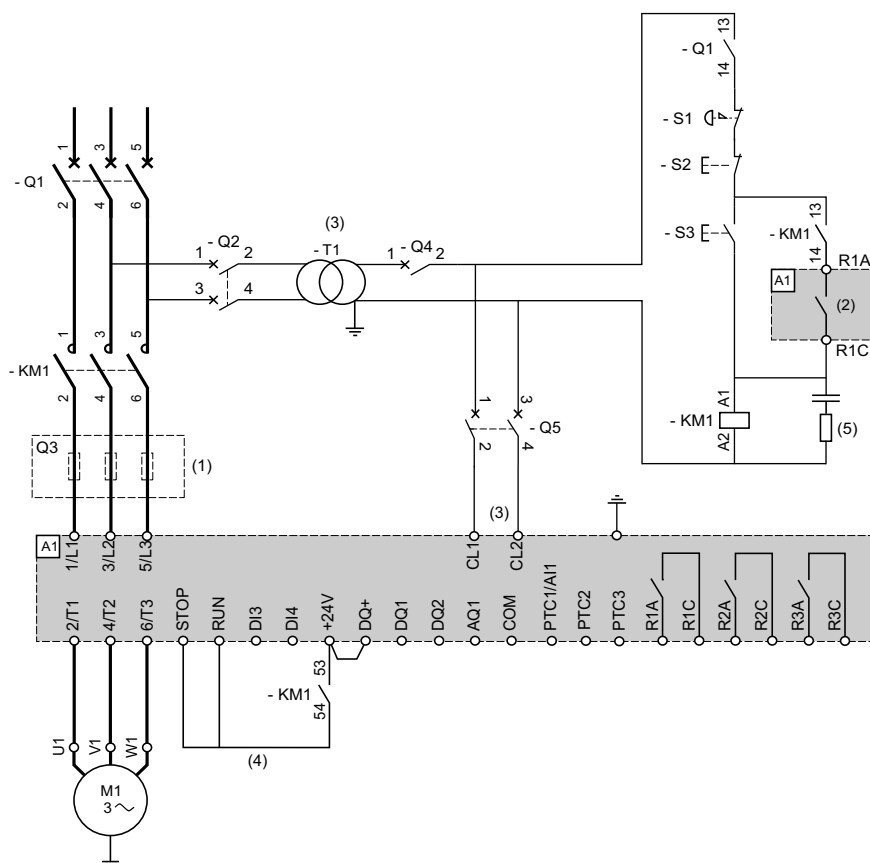 13
- Q1
14
- S1
- S2
1
3
5
- Q1
2
4
6
- Q2
1
2
3
4
(3)
- T1
- Q4
1
2
- S3
13
- KM1
14
R1A
A1
(2)
R1C
1
3
5
- KM1
2
4
6
1
3
- Q5
2
4
A1
- KM1
A2
(5)
Q3
(1)
(3)
A1
1/L1
3/L2
5/L3
CL1
CL2
2/T1
4/T2
6/T3
STOP
RUN
DI3
DI4
+24V
DQ+
DQ1
DQ2
AQ1
COM
PTC1/AI1
PTC2
PTC3
R1A
R1C
R2A
R2C
R3A
R3C
53
- KM1
54
(4)
U1
V1
W1
M1
3